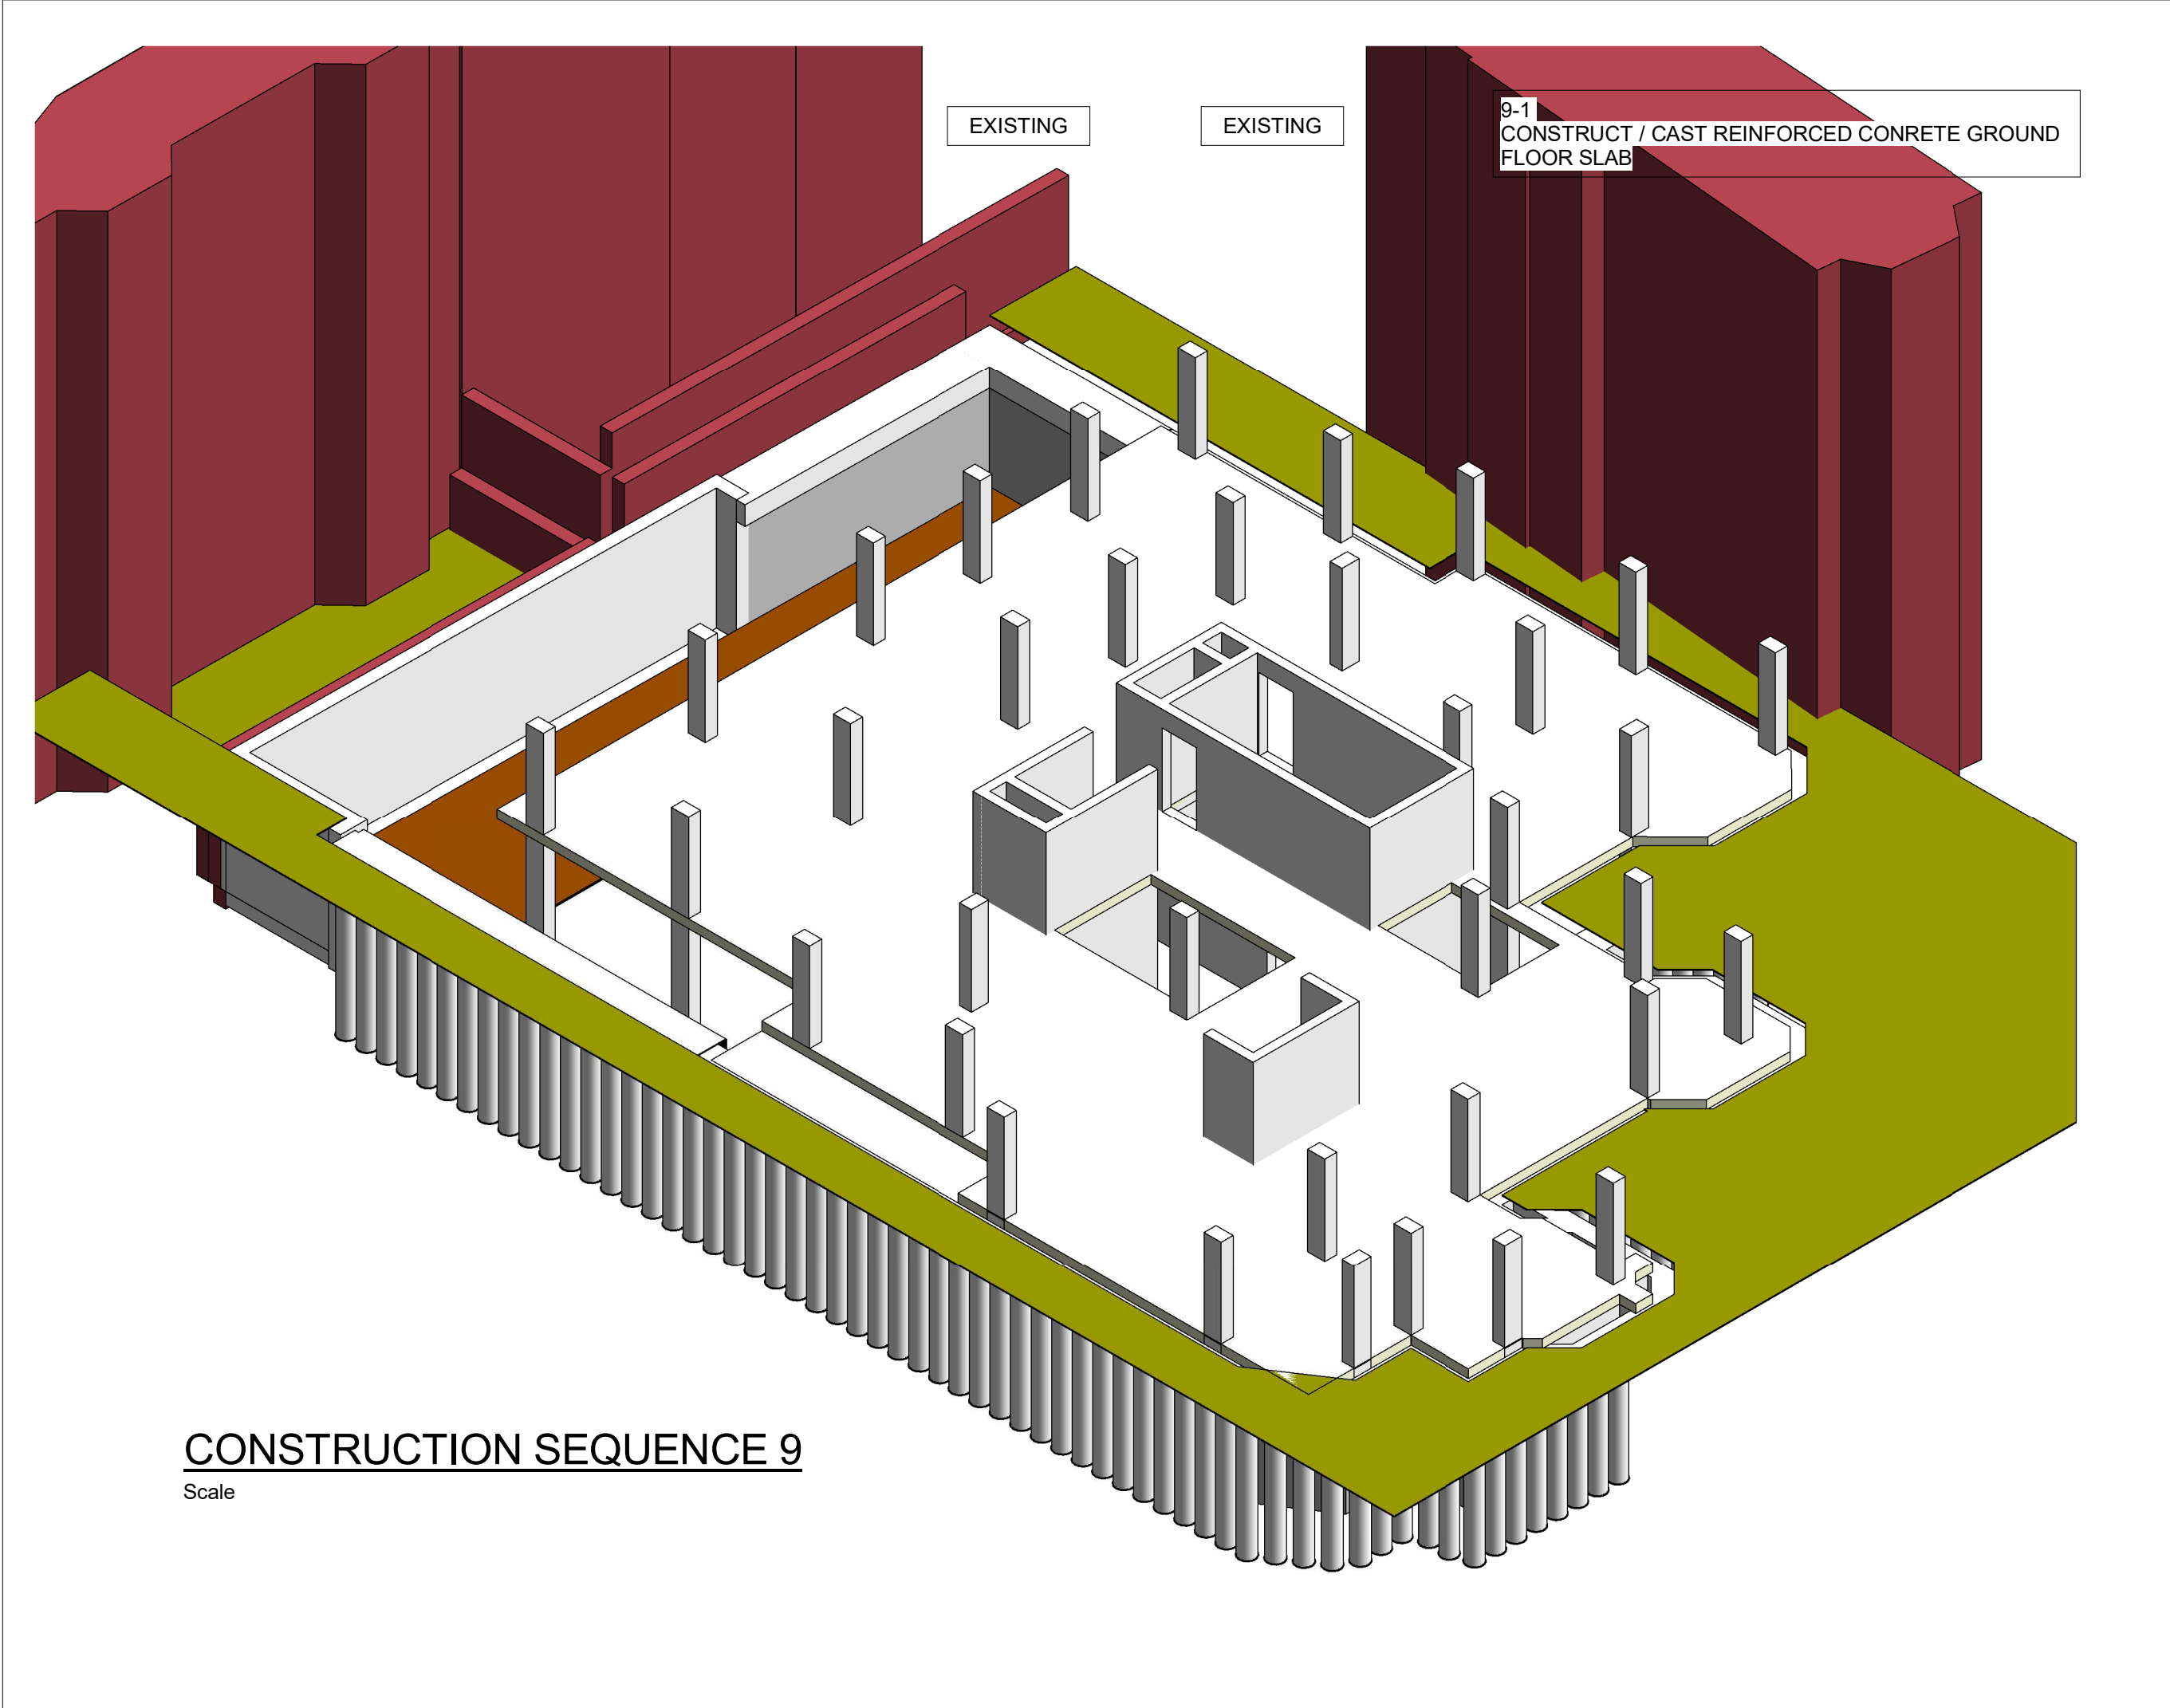 EXISTING
EXISTING
9-1
CONSTRUCT / CAST REINFORCED CONRETE GROUND
FLOOR SLAB
CONSTRUCTION SEQUENCE 9
Scale